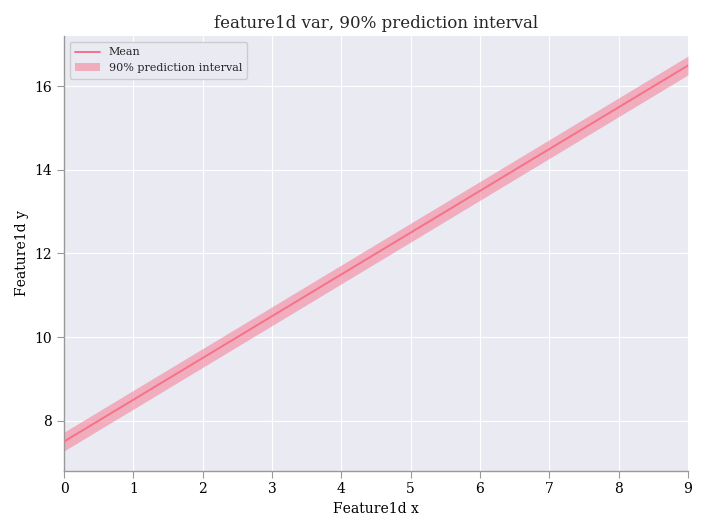 feature1d var, 90% prediction interval
Mean
90% prediction interval
16
14
12
10
8
Feature1d y
0 1 2 3 4 5 6 7 8 9
Feature1d x